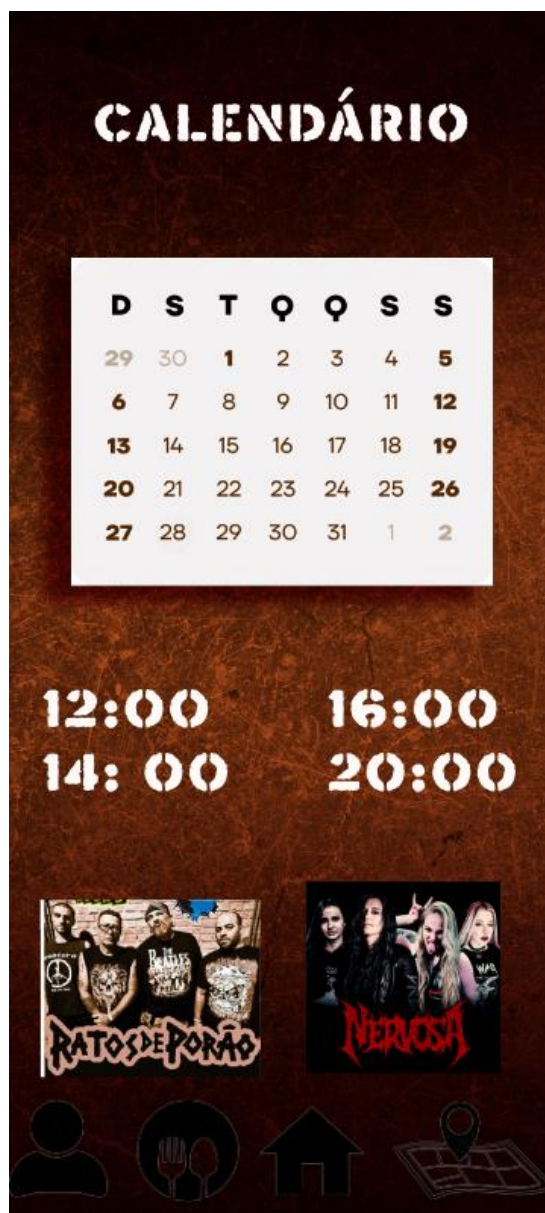 CALENDÁRIO
D S T Q Q S S
29 30 1 2 3 4 5
6 7 8 9 10 11 12
13 14 15 16 17 18 19
20 21 22 23 24 25 26
27 28 29 30 31 1 2
12:00 16:00
14: 00 20:00
BEATLES
WAR
RATOS DE PORÃO
NERVOSA